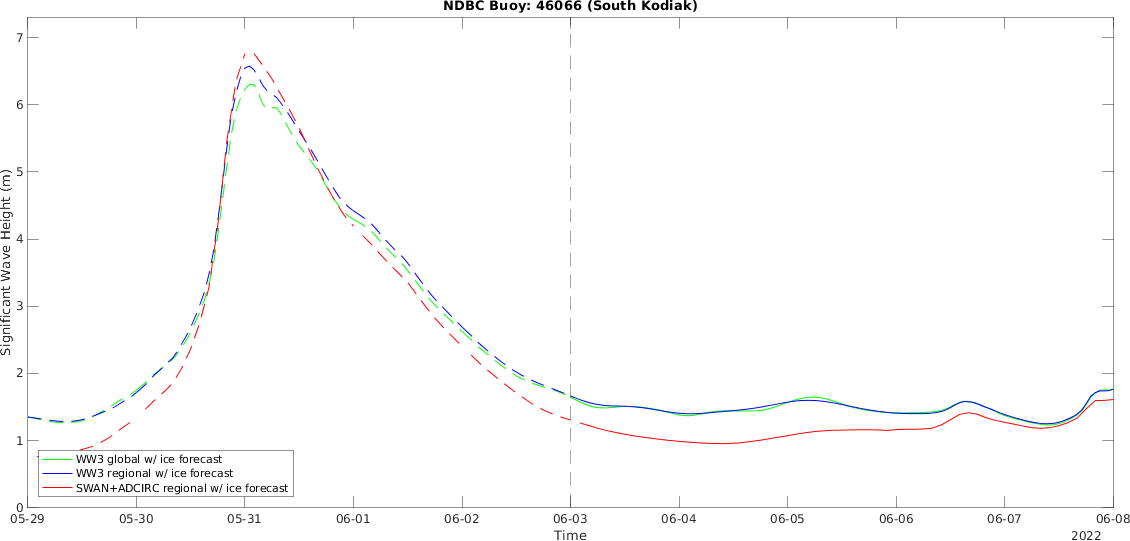 NDBC Buoy: 46066 (South Kodiak)
Significant Wave Height (m)
7
6
5
4
3
2
1
0
WW3 global w/ ice forecast
WW3 regional w/ ice forecast
SWAN+ADCIRC regional w/ ice forecast
05-29 05-30 05-31 06-01 06-02 06-03 06-04 06-05 06-06 06-07 06-08
Time
2022